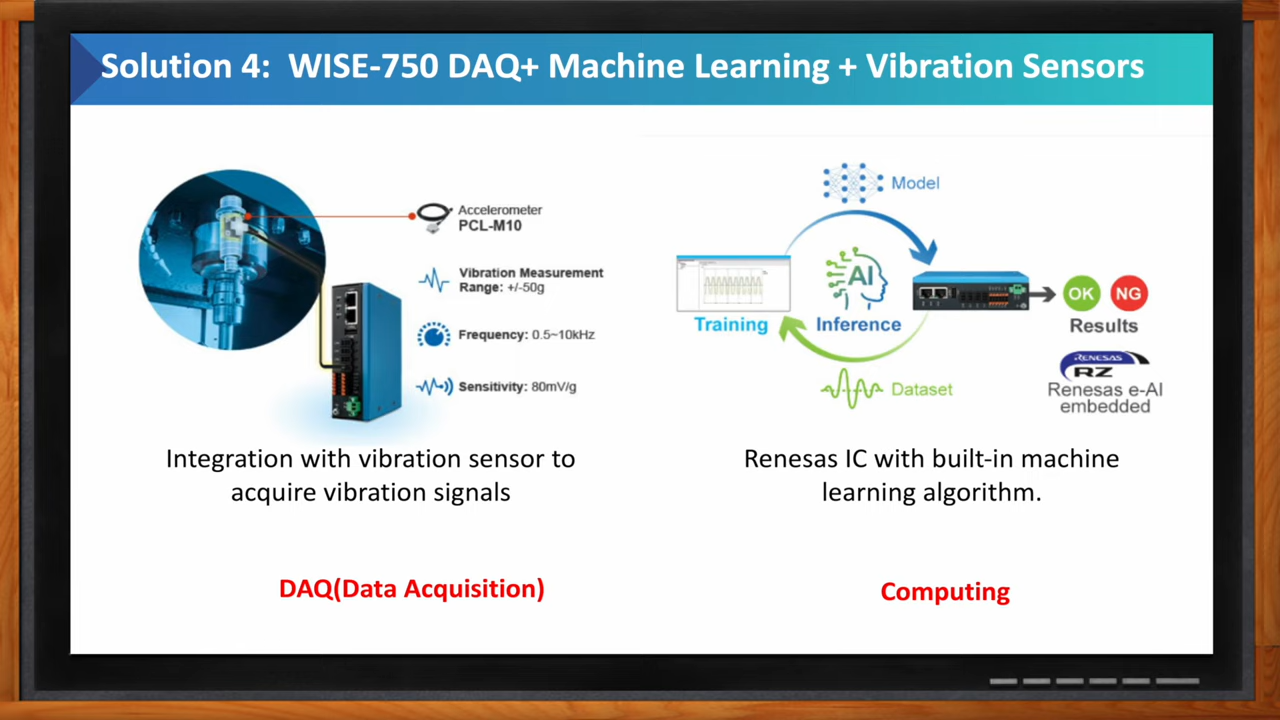 Solution 4:  WISE-750 DAQ+ Machine Learning + Vibration Sensors
Accelerometer
PCL-M10
Vibration Measurement
Range: +/-50g
Frequency: 0.5~10kHz
Sensitivity: 80mV/g
Integration with vibration sensor to
acquire vibration signals
DAQ(Data Acquisition)
Model
AI
Training
Inference
Dataset
OK
NG
Results
RENESAS
RZ
Renesas e-AI
embedded
Renesas IC with built-in machine
learning algorithm.
Computing